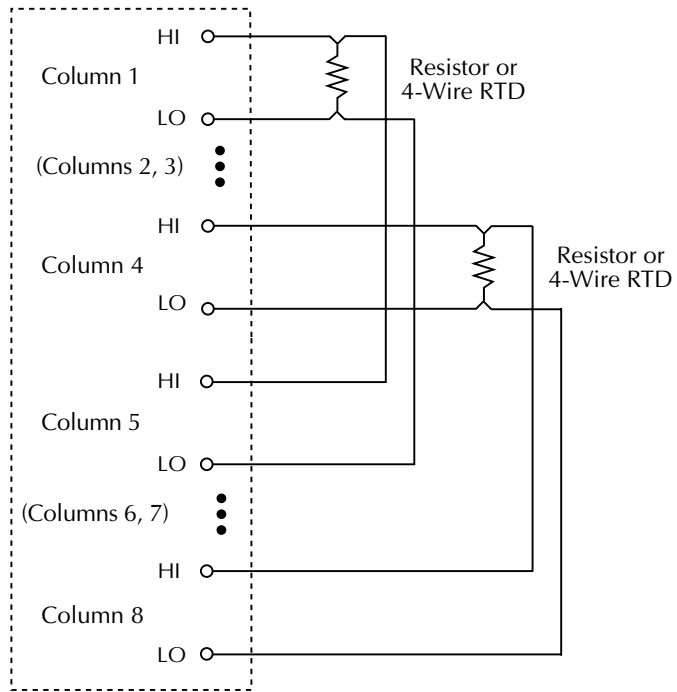 HI
Column 1
LO
Resistor or
4-Wire RTD
(Columns 2, 3)
HI
Column 4
LO
Resistor or
4-Wire RTD
HI
Column 5
LO
(Columns 6, 7)
HI
Column 8
LO